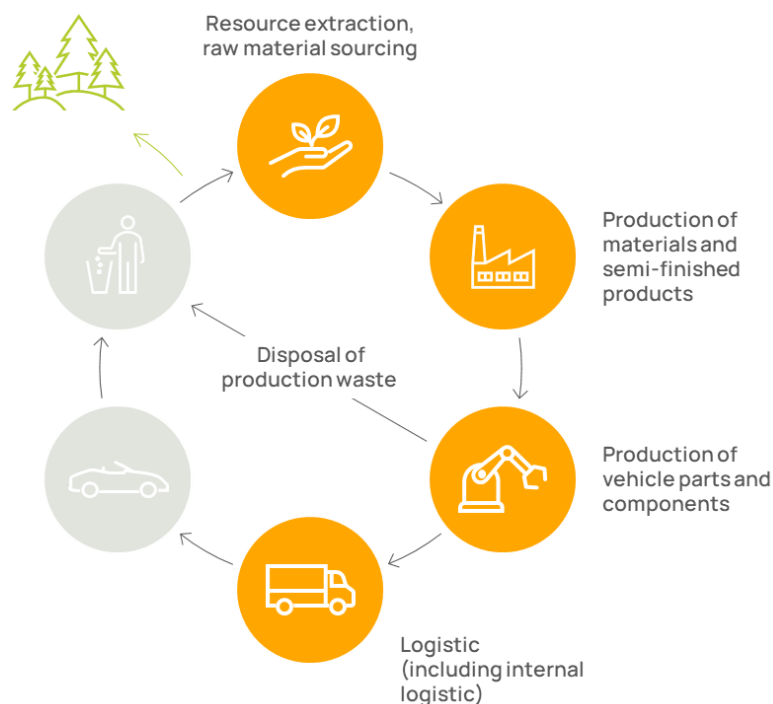 Resource extraction,
raw material sourcing
Production of
materials and
semi-finished
products
Disposal of
production waste
Production of
vehicle parts and
components
Logistic
(including internal
logistic)